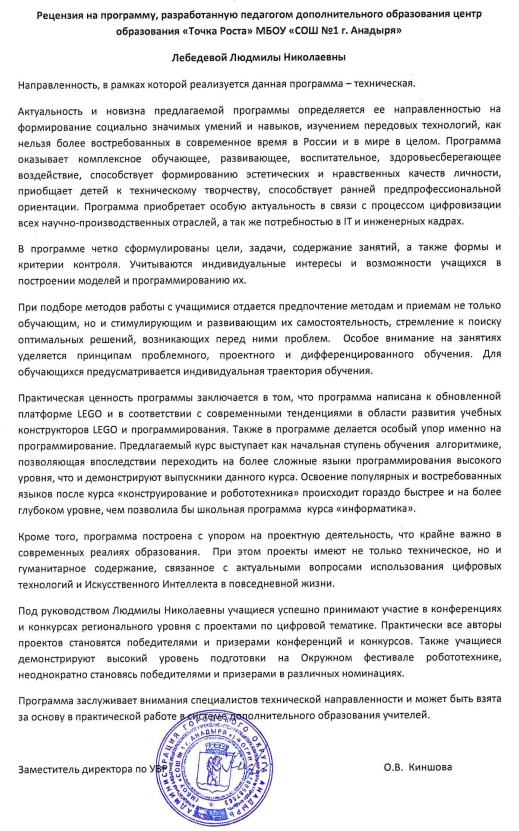 Рецензия на программу, разработанную педагогом дополнительного образования центр
образования «Точка Роста» МБОУ «СОШ №1 г. Анадыря»
Лебедевой Людмилы Николаевны
Направленность, в рамках которой реализуется данная программа – техническая.
Актуальность и новизна предлагаемой программы определяется ее направленностью на
формирование социально значимых умений и навыков, изучением передовых технологий, как
нельзя более востребованных в современное время в России и в мире в целом. Программа
оказывает комплексное обучающее, развивающее, воспитательное, здоровьесберегающее
воздействие, способствует формированию эстетических и нравственных качеств личности,
приобщает детей к техническому творчеству, способствует ранней предпрофессиональной
ориентации. Программа приобретает особую актуальность в связи с процессом цифровизации
всех научно-производственных отраслей, а так же потребностью в IT и инженерных кадрах.
В программе четко сформулированы цели, задачи, содержание занятий, а также формы и
критерии контроля. Учитываются индивидуальные интересы и возможности учащихся в
построении моделей и программированию их.
При подборе методов работы с учащимися отдается предпочтение методам и приемам не только
обучающим, но и стимулирующим и развивающим их самостоятельность, стремление к поиску
оптимальных решений, возникающих перед ними проблем. Особое внимание на занятиях
уделяется принципам проблемного, проектного и дифференцированного обучения. Для
обучающихся предусматривается индивидуальная траектория обучения.
Практическая ценность программы заключается в том, что программа написана к обновленной
платформе LEGO и в соответствии с современными тенденциями в области развития учебных
конструкторов LEGO и программирования. Также в программе делается особый упор именно на
программирование. Предлагаемый курс выступает как начальная ступень обучения алгоритмике,
позволяющая впоследствии переходить на более сложные языки программирования высокого
уровня, что и демонстрируют выпускники данного курса. Освоение популярных и востребованных
языков после курса «конструирование и робототехника» происходит гораздо быстрее и на более
глубоком уровне, чем позволила бы школьная программа курса «информатика».
Кроме того, программа построена с упором на проектную деятельность, что крайне важно в
современных реалиях образования. При этом проекты имеют не только техническое, но и
гуманитарное содержание, связанное с актуальными вопросами использования цифровых
технологий и Искусственного Интеллекта в повседневной жизни.
Под руководством Людмилы Николаевны учащиеся успешно принимают участие в конференциях
и конкурсах регионального уровня с проектами по цифровой тематике. Практически все авторы
проектов становятся победителями и призерами конференций и конкурсов. Также учащиеся
демонстрируют высокий уровень подготовки на Окружном фестивале робототехнике,
неоднократно становясь победителями и призерами в различных номинациях.
Программа заслуживает внимания специалистов технической направленности и может быть взята
за основу в практической работе в системе дополнительного образования учителей.
Заместитель директора по УВР
О.В. Киншова
АДМИНИСТРАЦИЯ ГОРОДСКОГО ОКРУГА АНАДЫРЬ